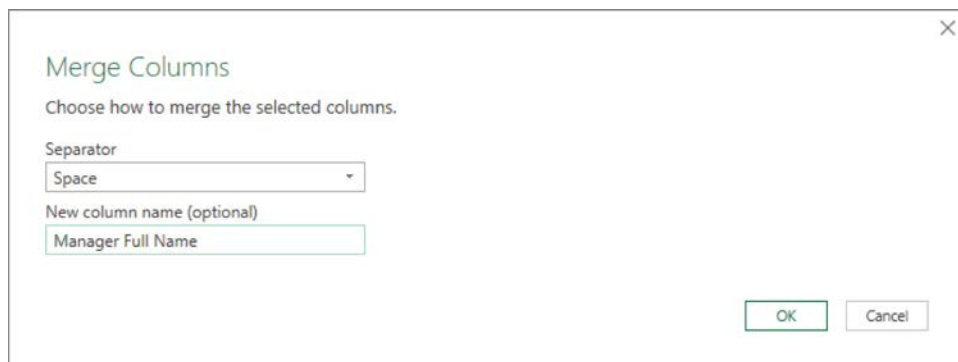 Merge Columns
Choose how to merge the selected columns.
Separator
Space
New column name (optional)
Manager Full Name
OK
Cancel